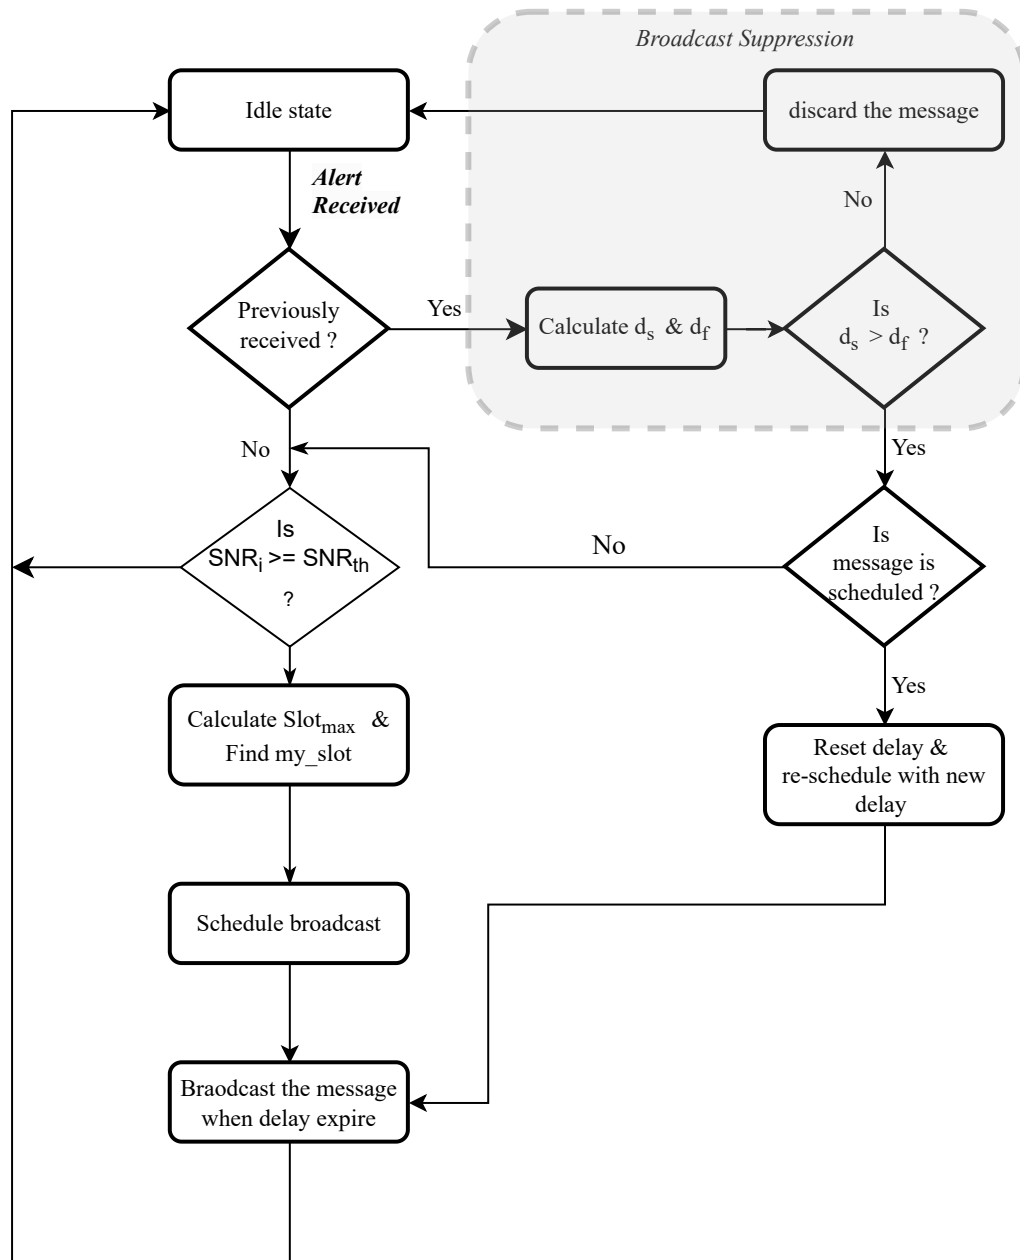 Broadcast Suppression
Idle state
discard the message
Alert
Received
No
Previously
received ?
Yes
Calculate d_s & d_f
Is
d_s > d_f ?
No
Yes
Is
SNR_i >= SNR_th
?
No
Is
message is
scheduled ?
Calculate Slot_max &
Find my_slot
Yes
Reset delay &
re-schedule with new
delay
Schedule broadcast
Braodcast the message
when delay expire